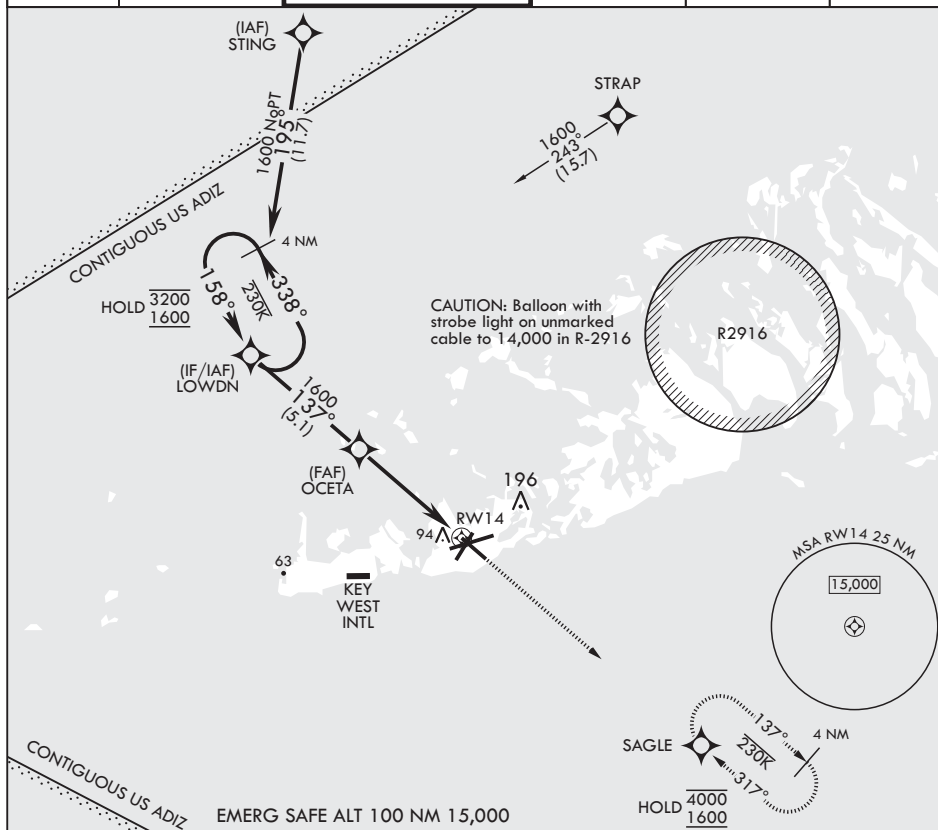 (IAF)
STING
STRAP
1600
243°
(15.7)
1600 NoPT
195°
(11.7)
CONTIGUOUS US ADIZ
4 NM
158°
230K
338°
HOLD 3200
1600
CAUTION: Balloon with
strobe light on unmarked
cable to 14,000 in R-2916
R2916
(IF/IAF)
LOWDN
1600
137°
(5.1)
(FAF)
OCETA
196
RW14
94
63
KEY
WEST
INTL
MSA RW14 25 NM
15,000
SAGLE
137°
4 NM
230K
317°
HOLD 4000
1600
CONTIGUOUS US ADIZ
EMERG SAFE ALT 100 NM 15,000